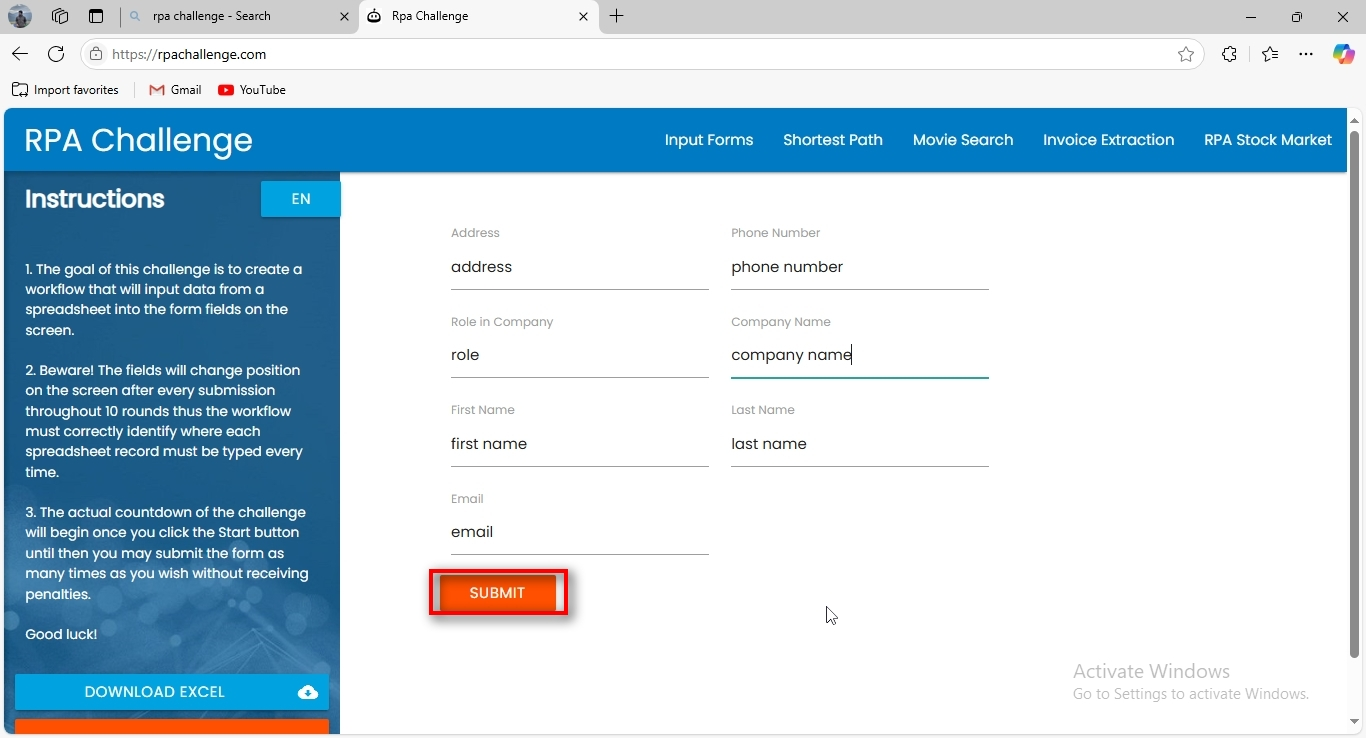 rpa challenge - Search
Rpa Challenge
https://rpachallenge.com
Import favorites
Gmail
YouTube
RPA Challenge
Input Forms
Shortest Path
Movie Search
Invoice Extraction
RPA Stock Market
Instructions
EN
1. The goal of this challenge is to create a
workflow that will input data from a
spreadsheet into the form fields on the
screen.
2. Beware! The fields will change position
on the screen after every submission
throughout 10 rounds thus the workflow
must correctly identify where each
spreadsheet record must be typed every
time.
3. The actual countdown of the challenge
will begin once you click the Start button
until then you may submit the form as
many times as you wish without receiving
penalties.
Good luck!
DOWNLOAD EXCEL
Address
address
Phone Number
phone number
Role in Company
role
Company Name
company name
First Name
first name
Last Name
last name
Email
email
SUBMIT
Activate Windows
Go to Settings to activate Windows.